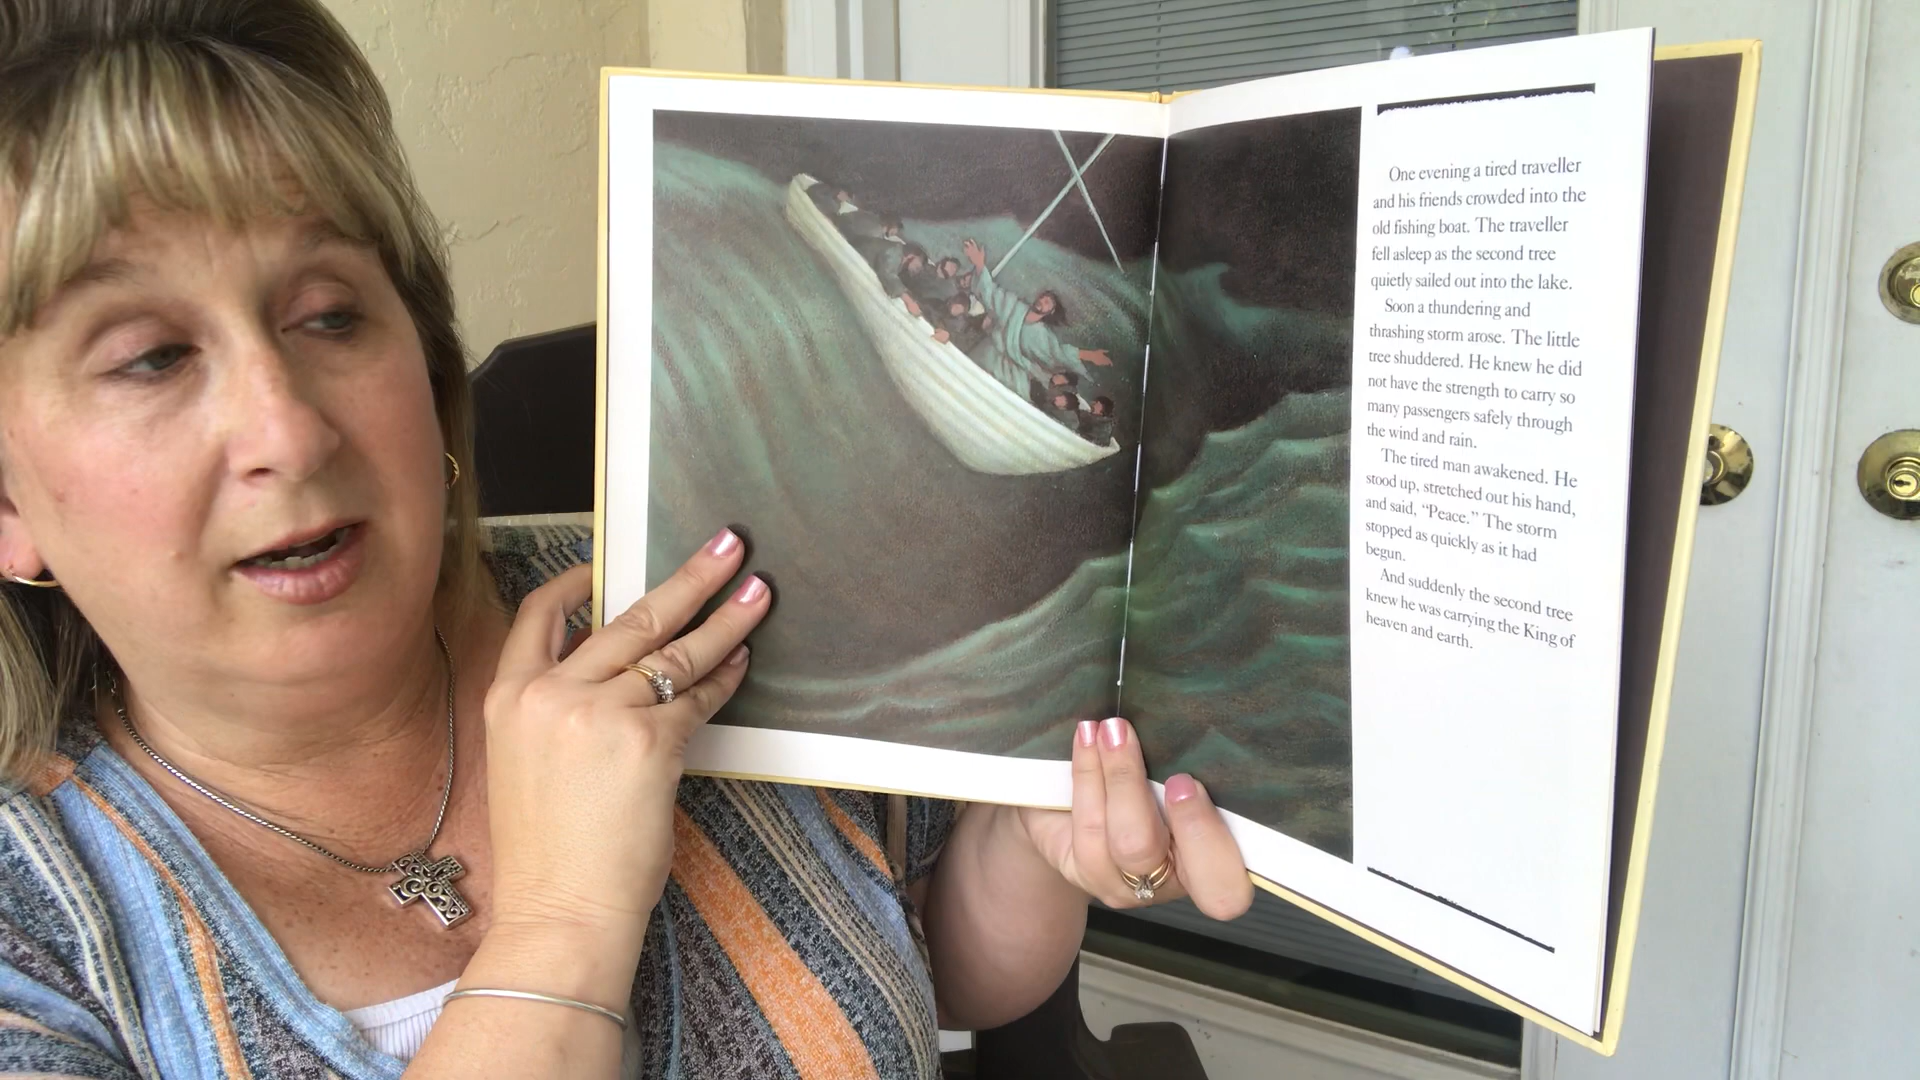 One evening a tired traveller
and his friends crowded into the
old fishing boat. The traveller
fell asleep as the second tree
quietly sailed out into the lake.
Soon a thundering and
thrashing storm arose. The little
tree shuddered. He knew he did
not have the strength to carry so
many passengers safely through
the wind and rain.
The tired man awakened. He
stood up, stretched out his hand,
and said, “Peace.” The storm
stopped as quickly as it had
begun.
And suddenly the second tree
knew he was carrying the King of
heaven and earth.